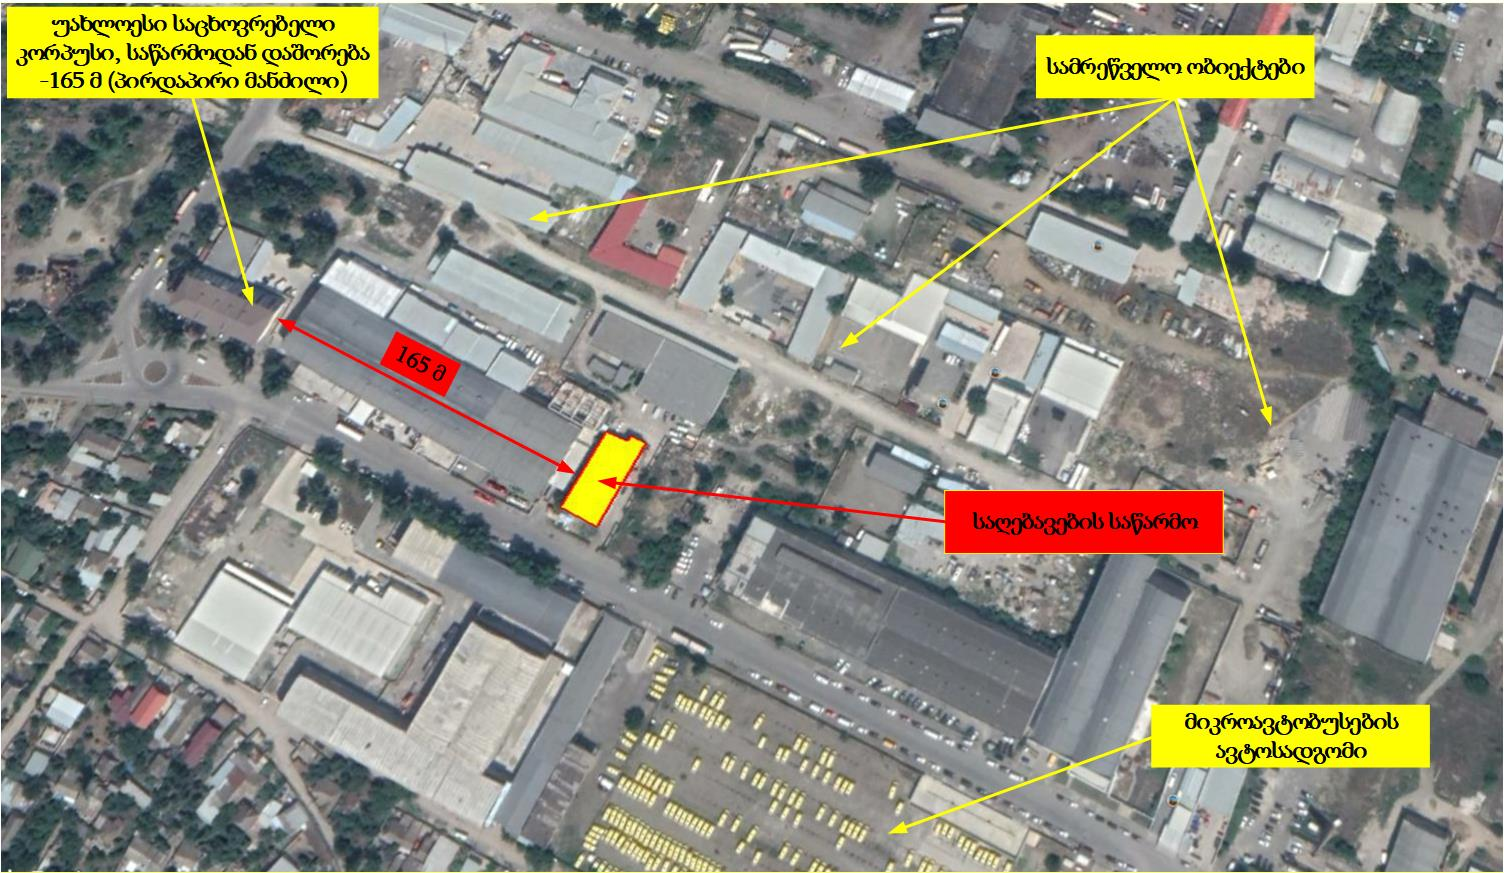 უახლოესი საცხოვრებელი
კორპუსი, საწარმოდან დაშორება
-165 მ (პირდაპირი მანძილი)
სამრეწველო ობიექტები
165 მ
საღებავების საწარმო
მიკროავტობუსების
ავტოსადგომი